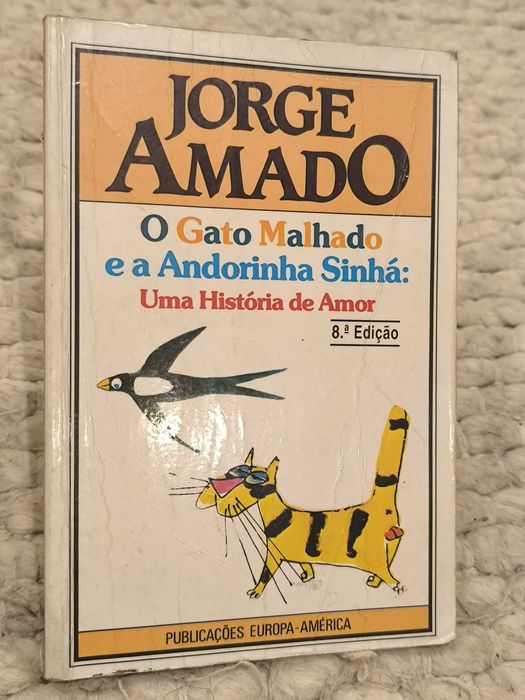 JORGE
AMADO
O Gato Malhado
e a Andorinha Sinhá:
Uma História de Amor
8.ª Edição
PUBLICAÇÕES EUROPA-AMÉRICA